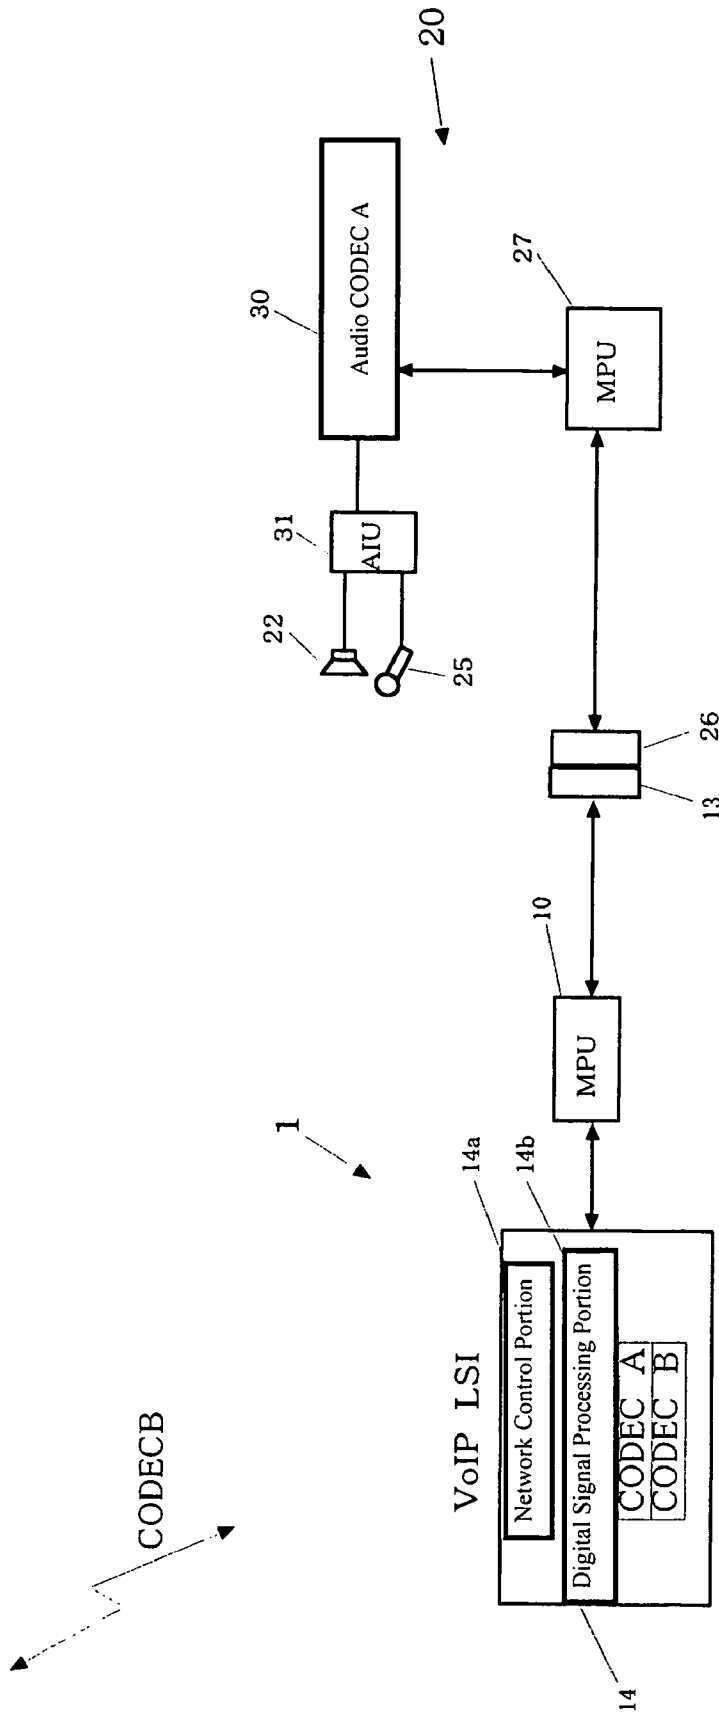 CODECB
1
VoIP LSI
14a
Network Control Portion
14b
Digital Signal Processing Portion
CODEC A
CODEC B
14
10
MPU
13
26
22
25
31
AIU
30
Audio CODEC A
20
27
MPU